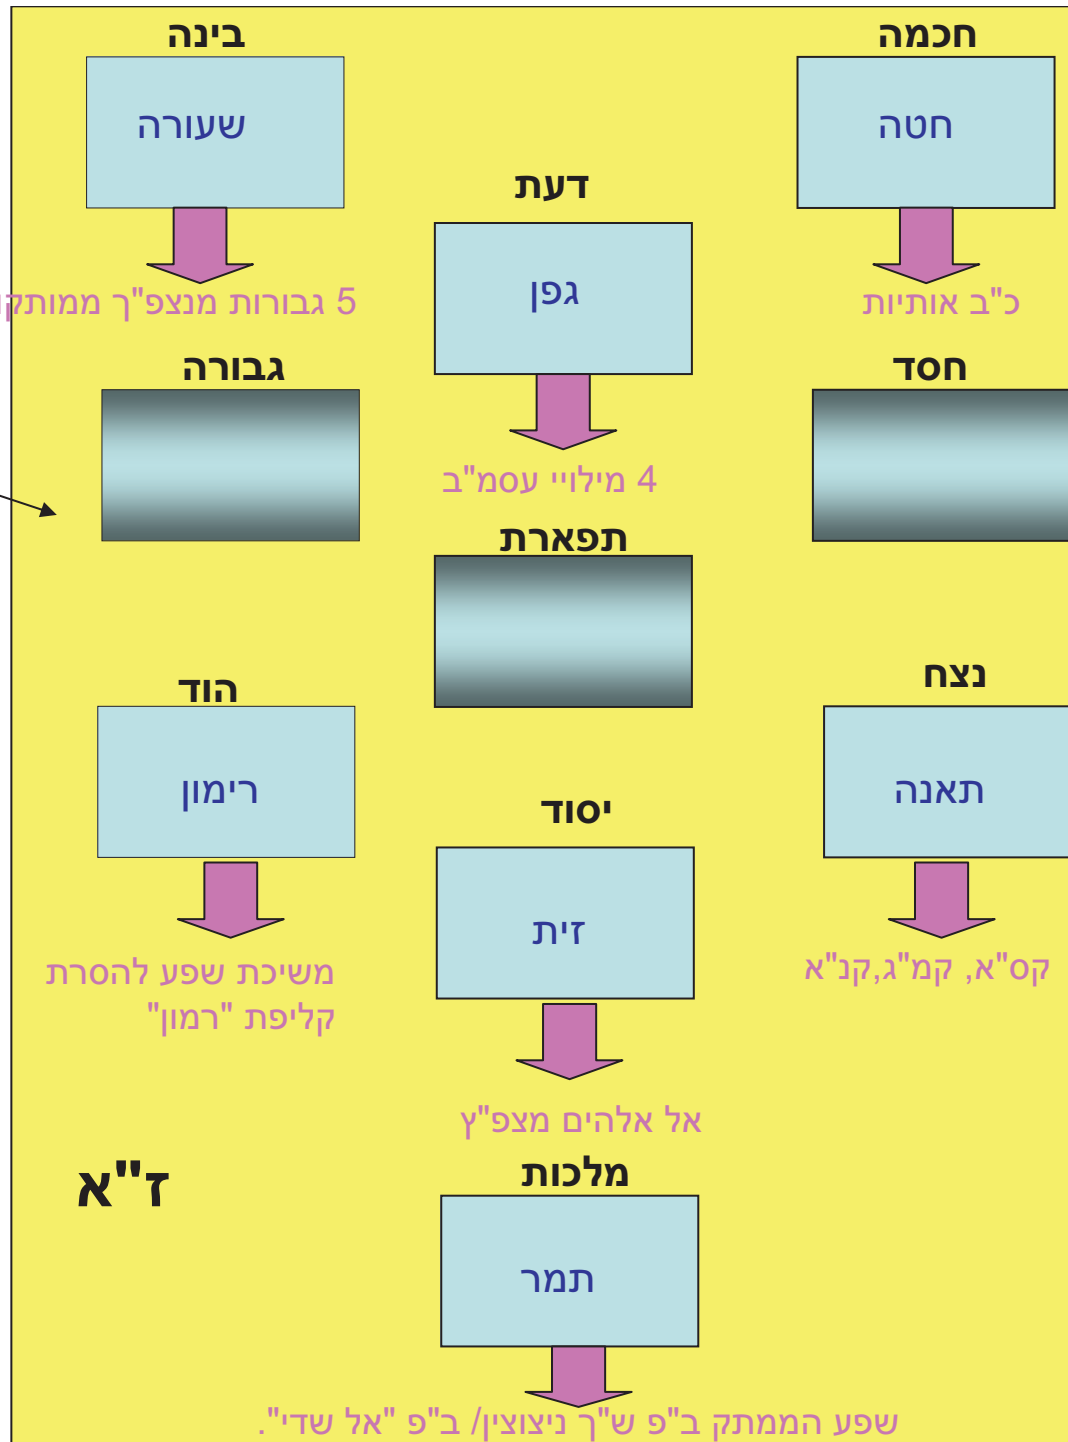 חכמה
בינה
חטה
שעורה
דעת
גפן
כ"ב אותיות
5 גבורות מנצפ"ך
חסד
גבורה
4 מילויי עסמ"ב
תפארת
נצח
הוד
תאנה
רימון
יסוד
זית
קס"א, קמ"ג,קנ"א
משיכת שפע להסרת
קליפת "רמון"
אל אלהים מצפ"ץ
ז"א
מלכות
תמר
שפע הממתק ב"פ ש"ך ניצוצין/ ב"פ "אל שדי".